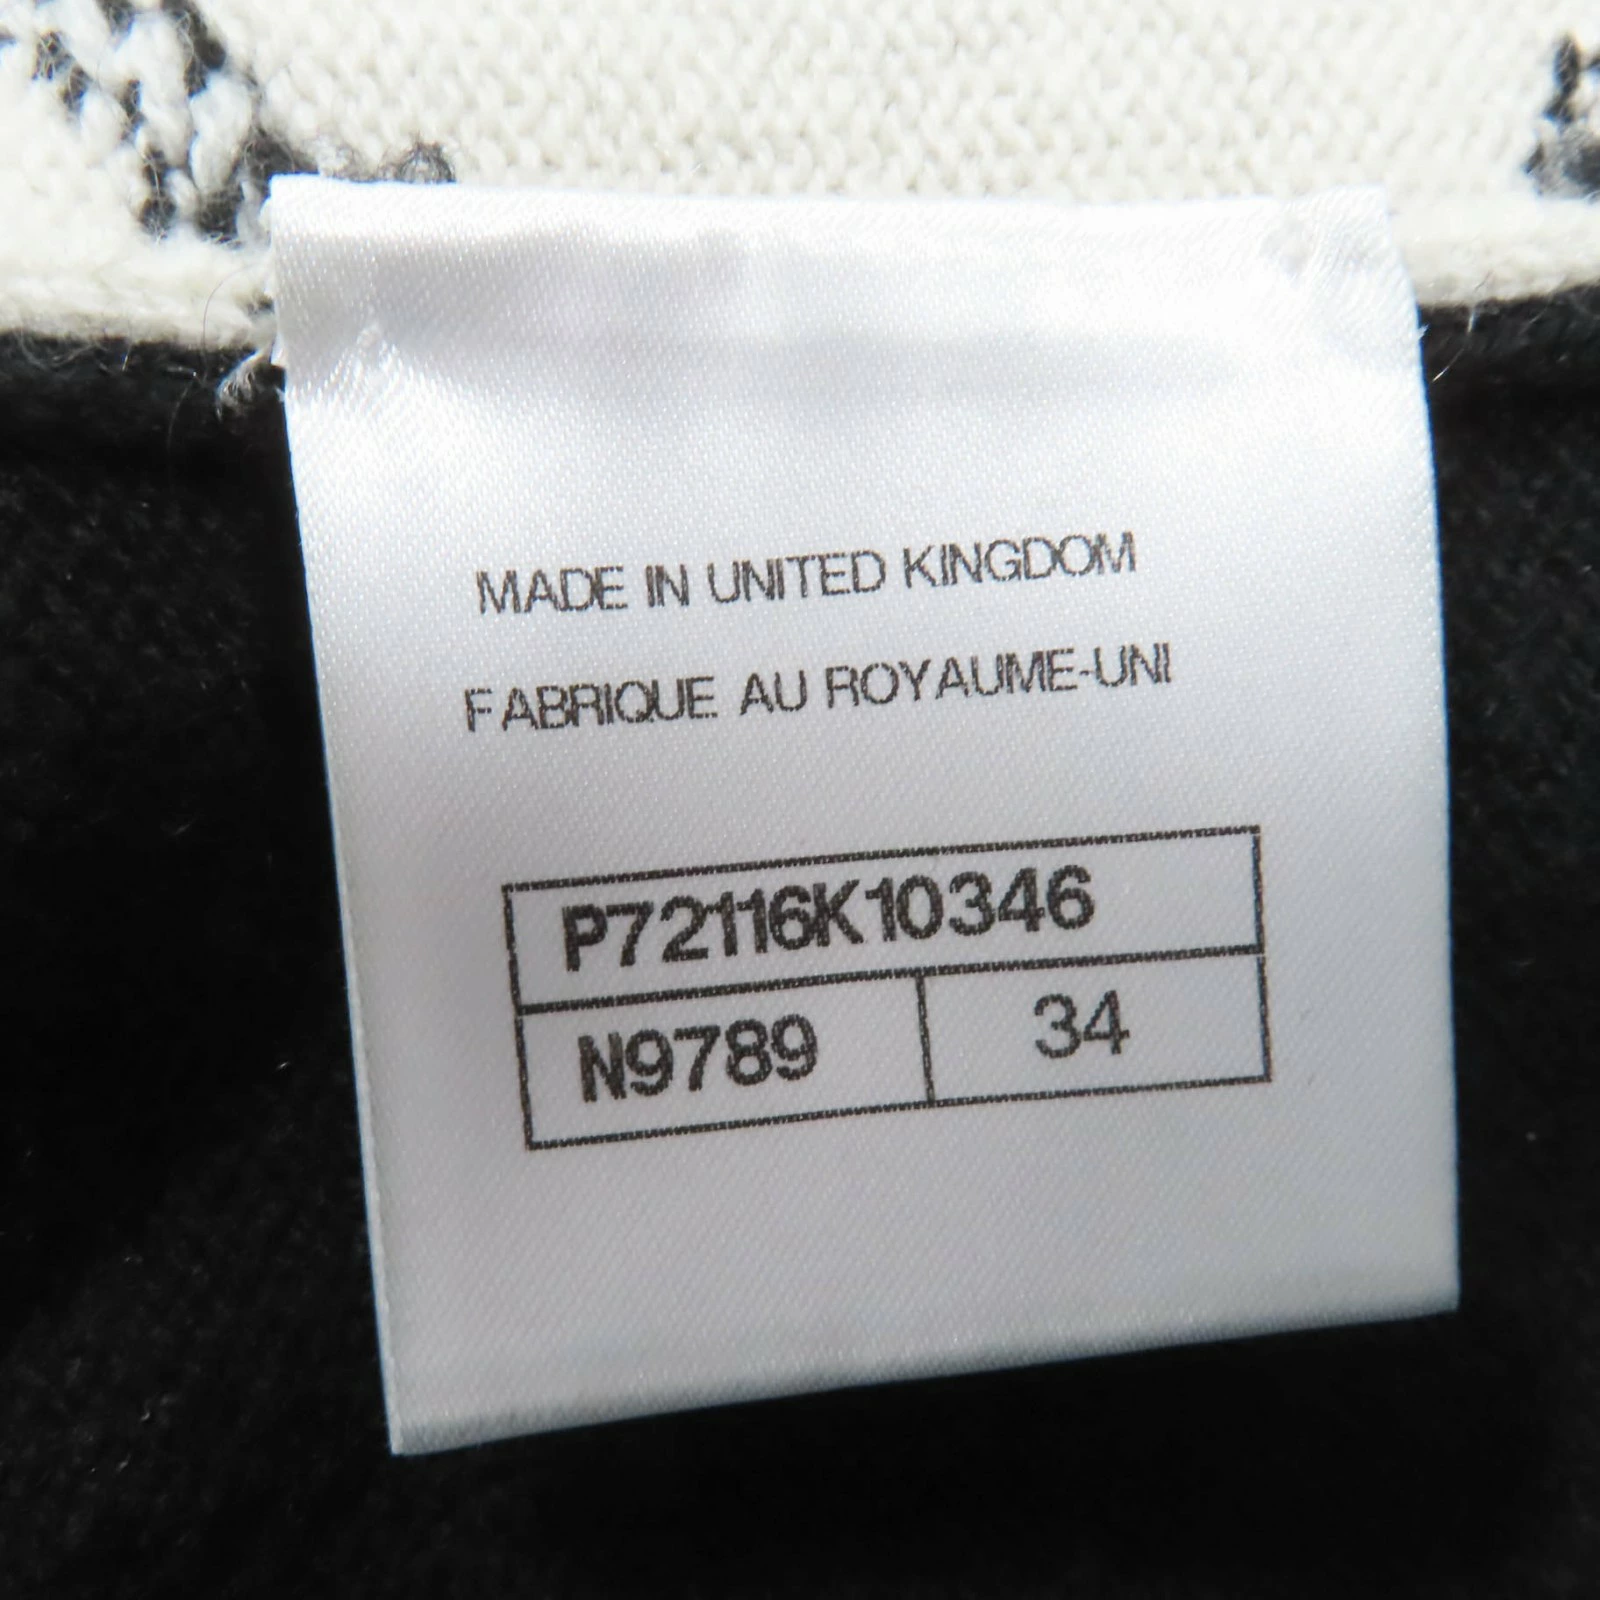 MADE IN UNITED KINGDOM
FABRIQUE AU ROYAUME-UNI
P72116K10346
N9789 34